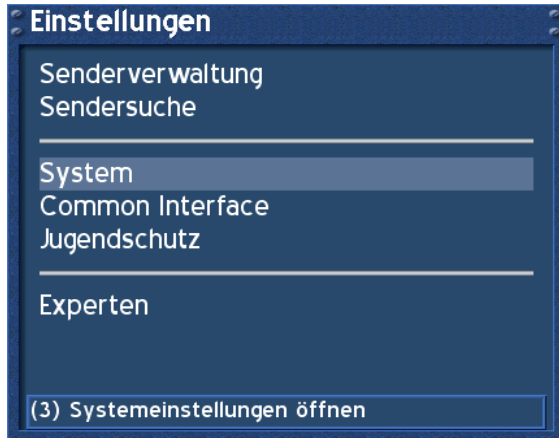 Einstellungen
Senderverwaltung
Sendersuche
System
Common Interface
Jugendschutz
Experten
(3) Systemeinstellungen öffnen